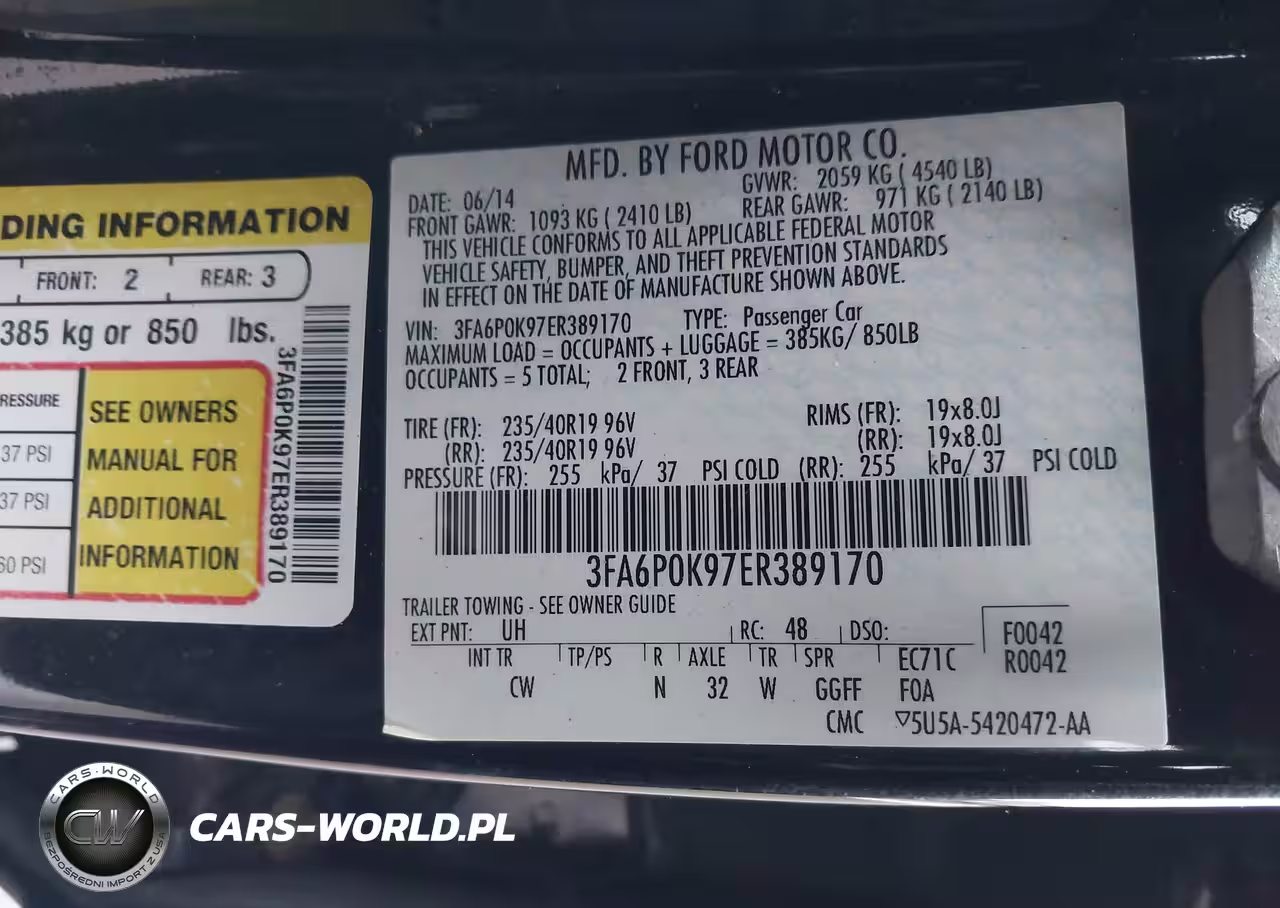 DING INFORMATION
FRONT: 2 REAR: 3
385 kg or 850 lbs.
RESSURE
37 PSI
37 PSI
60 PSI
SEE OWNERS
MANUAL FOR
ADDITIONAL
INFORMATION
3FA6P0K97ER389170
MFD. BY FORD MOTOR CO.
DATE: 06/14 GVWR: 2059 KG ( 4540 LB)
FRONT GAWR: 1093 KG ( 2410 LB) REAR GAWR: 971 KG ( 2140 LB)
THIS VEHICLE CONFORMS TO ALL APPLICABLE FEDERAL MOTOR
VEHICLE SAFETY, BUMPER, AND THEFT PREVENTION STANDARDS
IN EFFECT ON THE DATE OF MANUFACTURE SHOWN ABOVE.
VIN: 3FA6P0K97ER389170 TYPE: Passenger Car
MAXIMUM LOAD = OCCUPANTS + LUGGAGE = 385KG/ 850LB
OCCUPANTS = 5 TOTAL; 2 FRONT, 3 REAR
TIRE (FR): 235/40R19 96V RIMS (FR): 19x8.0J
(RR): 235/40R19 96V (RR): 19x8.0J
PRESSURE (FR): 255 kPa/ 37 PSI COLD (RR): 255 kPa/ 37 PSI COLD
3FA6P0K97ER389170
TRAILER TOWING - SEE OWNER GUIDE
EXT PNT: UH RC: 48 DSO: F0042
INT TR TP/PS R AXLE TR SPR EC71C R0042
CW N 32 W GGFF F0A
CMC ▽5U5A-5420472-AA
CARS-WORLD
CW
BEZPOŚREDNI IMPORT Z USA
CARS-WORLD.PL